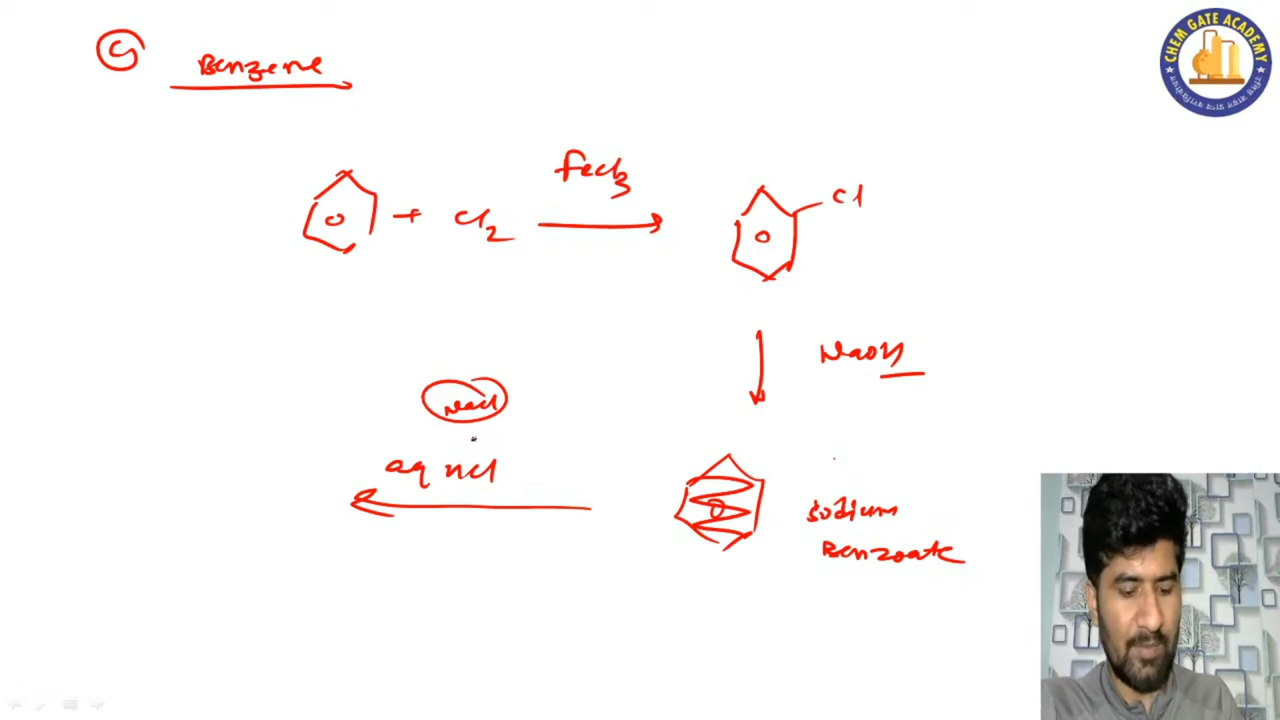 G
Benzene
CHEM GATE ACADEMY
FeCl3
+ Cl2
Cl
NaOH
NaCl
aq HCl
Sodium
Benzoate